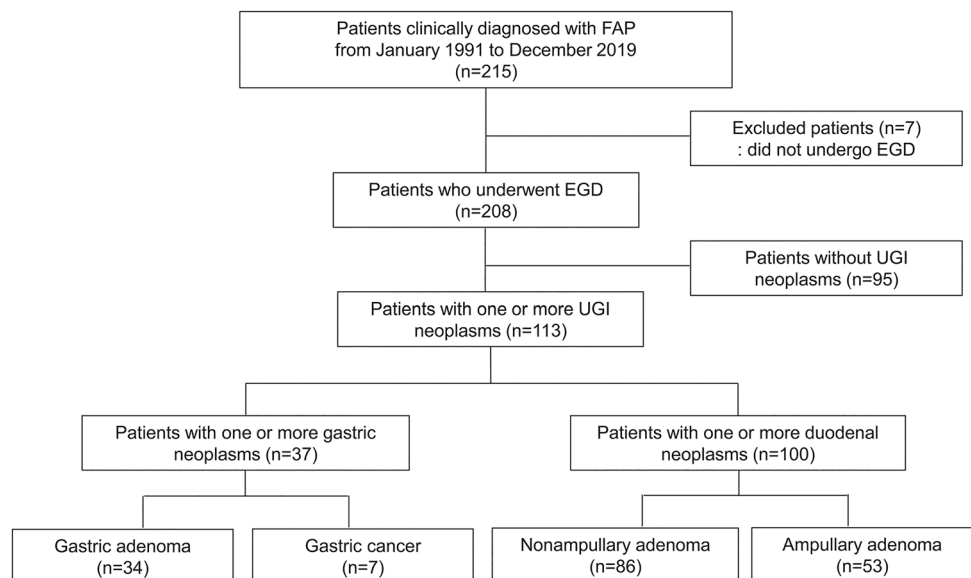 Patients clinically diagnosed with FAP
from January 1991 to December 2019
(n=215)
Excluded patients (n=7)
: did not undergo EGD
Patients who underwent EGD
(n=208)
Patients without UGI
neoplasms (n=95)
Patients with one or more UGI
neoplasms (n=113)
Patients with one or more gastric
neoplasms (n=37)
Patients with one or more duodenal
neoplasms (n=100)
Gastric adenoma
(n=34)
Gastric cancer
(n=7)
Nonampullary adenoma
(n=86)
Ampullary adenoma
(n=53)